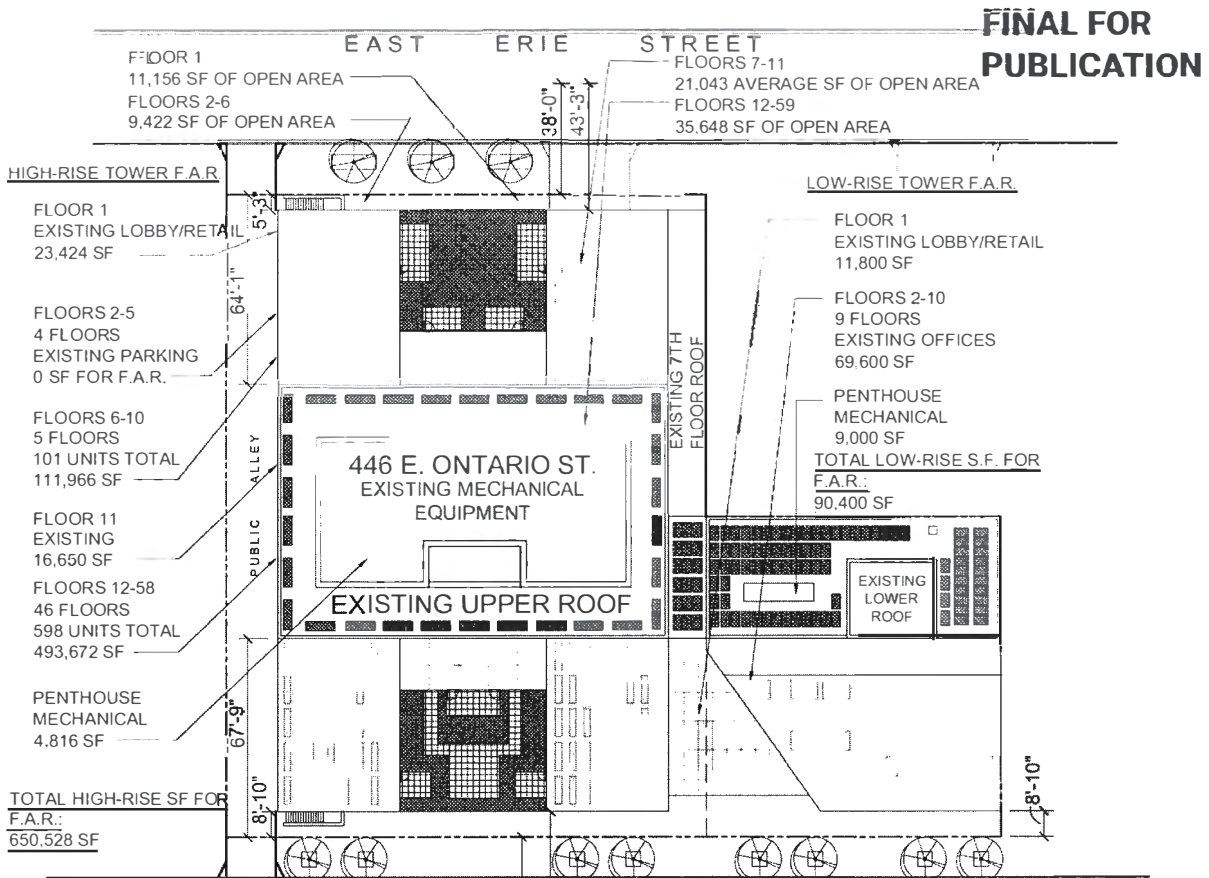 FINAL FOR
PUBLICATION
EAST ERIE STREET
FLOOR 1
11,156 SF OF OPEN AREA
FLOORS 2-6
9,422 SF OF OPEN AREA
38'-0"
43'-3"
FLOORS 7-11
21.043 AVERAGE SF OF OPEN AREA
FLOORS 12-59
35,648 SF OF OPEN AREA
HIGH-RISE TOWER F.A.R.
FLOOR 1
EXISTING LOBBY/RETAIL
23,424 SF
FLOORS 2-5
4 FLOORS
EXISTING PARKING
0 SF FOR F.A.R.
FLOORS 6-10
5 FLOORS
101 UNITS TOTAL
111,966 SF
FLOOR 11
EXISTING
16,650 SF
FLOORS 12-58
46 FLOORS
598 UNITS TOTAL
493,672 SF
PENTHOUSE
MECHANICAL
4.816 SF
TOTAL HIGH-RISE SF FOR
F.A.R.:
650,528 SF
5'-3"
64'-1"
PUBLIC ALLEY
67'-9"
8'-10"
446 E. ONTARIO ST.
EXISTING MECHANICAL
EQUIPMENT
EXISTING UPPER ROOF
EXISTING 7TH
FLOOR ROOF
LOW-RISE TOWER F.A.R.
FLOOR 1
EXISTING LOBBY/RETAIL
11,800 SF
FLOORS 2-10
9 FLOORS
EXISTING OFFICES
69,600 SF
PENTHOUSE
MECHANICAL
9,000 SF
TOTAL LOW-RISE S.F. FOR
F.A.R.:
90,400 SF
EXISTING
LOWER
ROOF
8'-10"